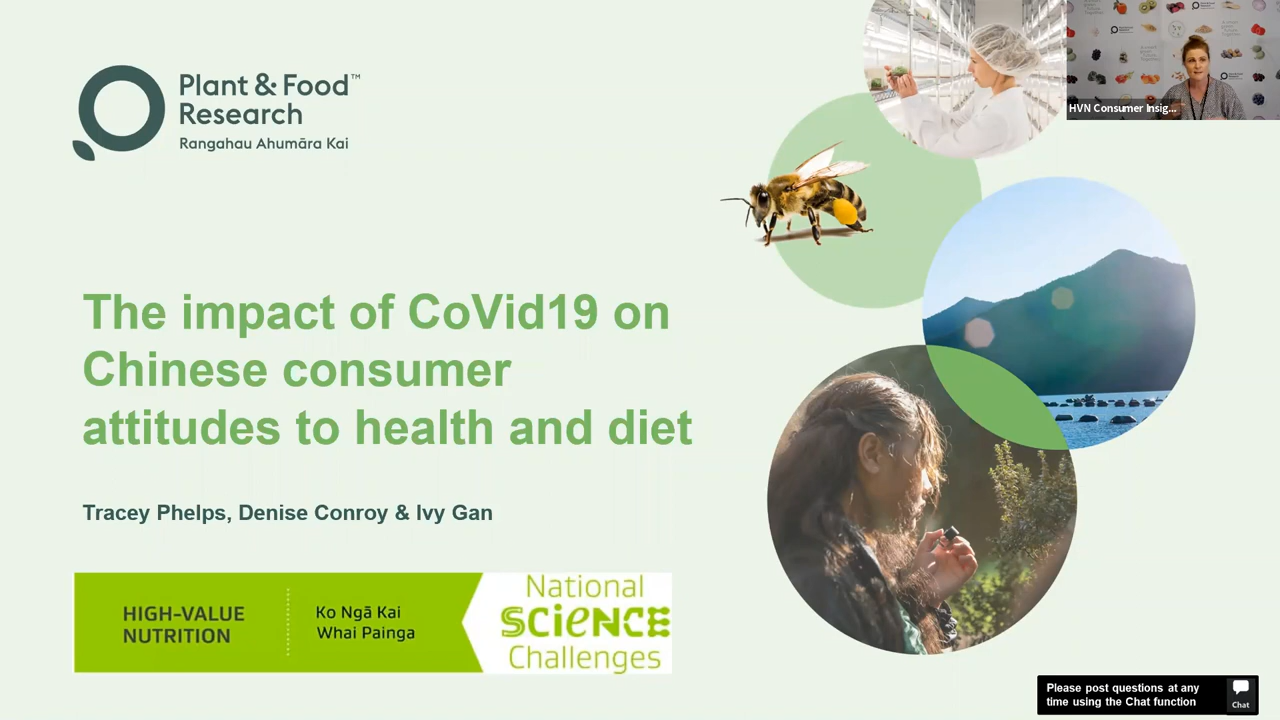 Plant & Food™
Research
Rangahau Ahumāra Kai
HVN Consumer Insig...
The impact of CoVid19 on
Chinese consumer
attitudes to health and diet
Tracey Phelps, Denise Conroy & Ivy Gan
HIGH-VALUE
NUTRITION
Ko Ngā Kai
Whai Painga
National
SCIENCE
Challenges
Please post questions at any
time using the Chat function
Chat